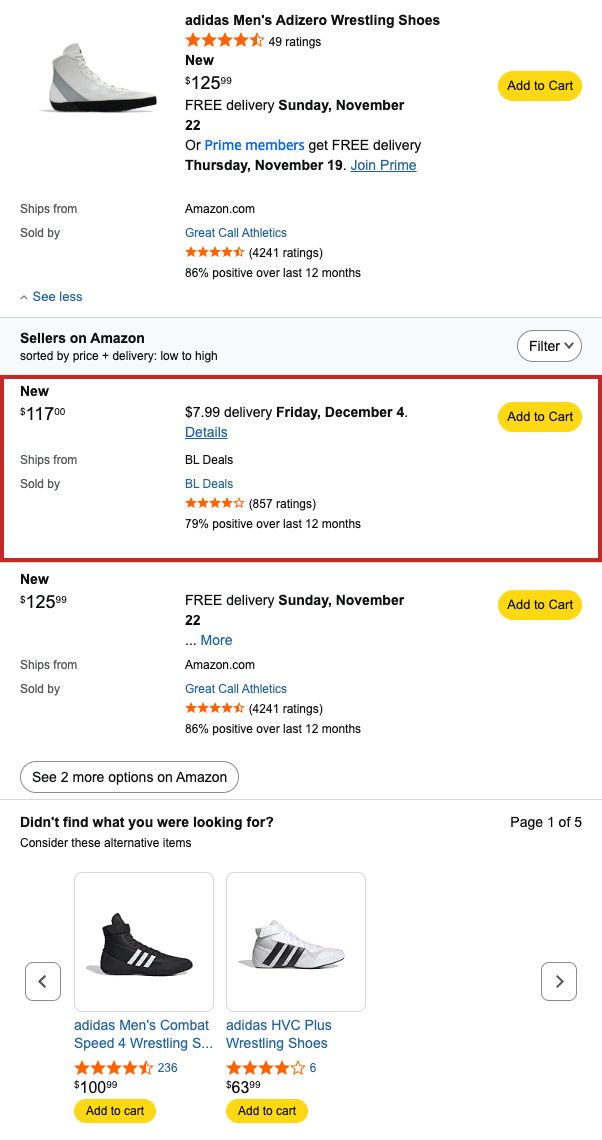 adidas Men's Adizero Wrestling Shoes
49 ratings
New
$125.99
FREE delivery Sunday, November
22
Or Prime members get FREE delivery
Thursday, November 19. Join Prime
Add to Cart
Ships from Amazon.com
Sold by Great Call Athletics
(4241 ratings)
86% positive over last 12 months
See less
Sellers on Amazon
sorted by price + delivery: low to high
Filter
New
$117.00 $7.99 delivery Friday, December 4. Add to Cart
Details
Ships from BL Deals
Sold by BL Deals
(857 ratings)
79% positive over last 12 months
New
$125.99 FREE delivery Sunday, November Add to Cart
22
... More
Ships from Amazon.com
Sold by Great Call Athletics
(4241 ratings)
86% positive over last 12 months
See 2 more options on Amazon
Didn't find what you were looking for? Page 1 of 5
Consider these alternative items
adidas Men's Combat
Speed 4 Wrestling S...
236
$100.99
Add to cart
adidas HVC Plus
Wrestling Shoes
6
$63.99
Add to cart